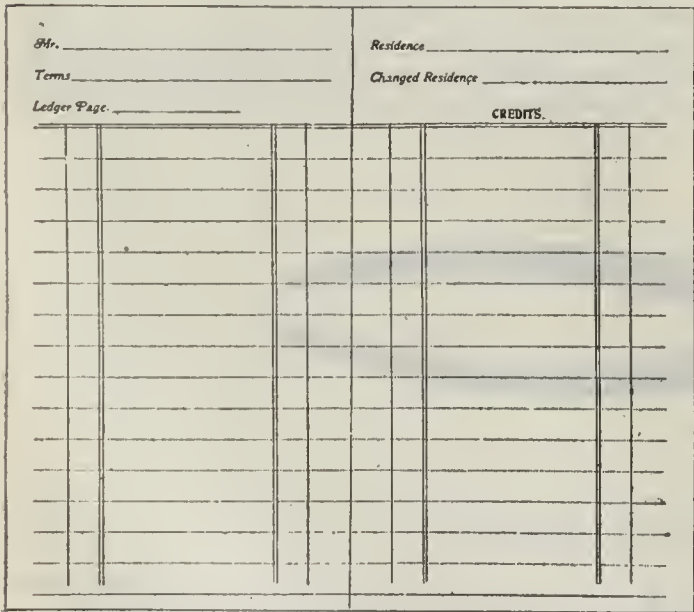 Mr.
Terms
Ledger Page.
Residence
Changed Residence
CREDITS.